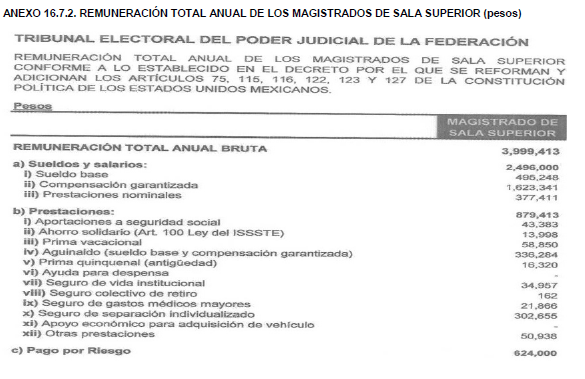 ANEXO 16.7.2. REMUNERACIÓN TOTAL ANUAL DE LOS MAGISTRADOS DE SALA SUPERIOR (pesos)
TRIBUNAL ELECTORAL DEL PODER JUDICIAL DE LA FEDERACIÓN
REMUNERACIÓN TOTAL ANUAL DE LOS MAGISTRADOS DE SALA SUPERIOR
CONFORME A LO ESTABLECIDO EN EL DECRETO POR EL QUE SE REFORMAN Y
ADICIONAN LOS ARTÍCULOS 75, 115, 116, 122, 123 Y 127 DE LA CONSTITUCIÓN
POLÍTICA DE LOS ESTADOS UNIDOS MEXICANOS.
Pesos
MAGISTRADO DE
SALA SUPERIOR
REMUNERACIÓN TOTAL ANUAL BRUTA 3,999,413
a) Sueldos y salarios: 2,496,000
i) Sueldo base 495,248
ii) Compensación garantizada 1,623,341
iii) Prestaciones nominales 377,411
b) Prestaciones: 879,413
i) Aportaciones a seguridad social 43,383
ii) Ahorro solidario (Art. 100 Ley del ISSSTE) 13,998
iii) Prima vacacional 58,850
iv) Aguinaldo (sueldo base y compensación garantizada) 336,284
v) Prima quinquenal (antigüedad) 16,320
vi) Ayuda para despensa -
vii) Seguro de vida institucional 34,957
viii) Seguro colectivo de retiro 162
ix) Seguro de gastos médicos mayores 21,866
x) Seguro de separación individualizado 302,655
xi) Apoyo económico para adquisición de vehículo -
xii) Otras prestaciones 50,938
c) Pago por Riesgo 624,000